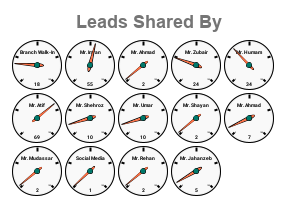 Leads Shared By
Branch Walk-in Mr. Imran Mr. Ahmad Mr. Zubair Mr. Humam
18 55 2 24 34
Mr. Atif Mr. Shehroz Mr. Umar Mr. Shayan Mr. Ahmad
69 10 10 2 7
Mr. Mudassar Social Media Mr. Rehan Mr. Jahanzeb
2 1 2 5